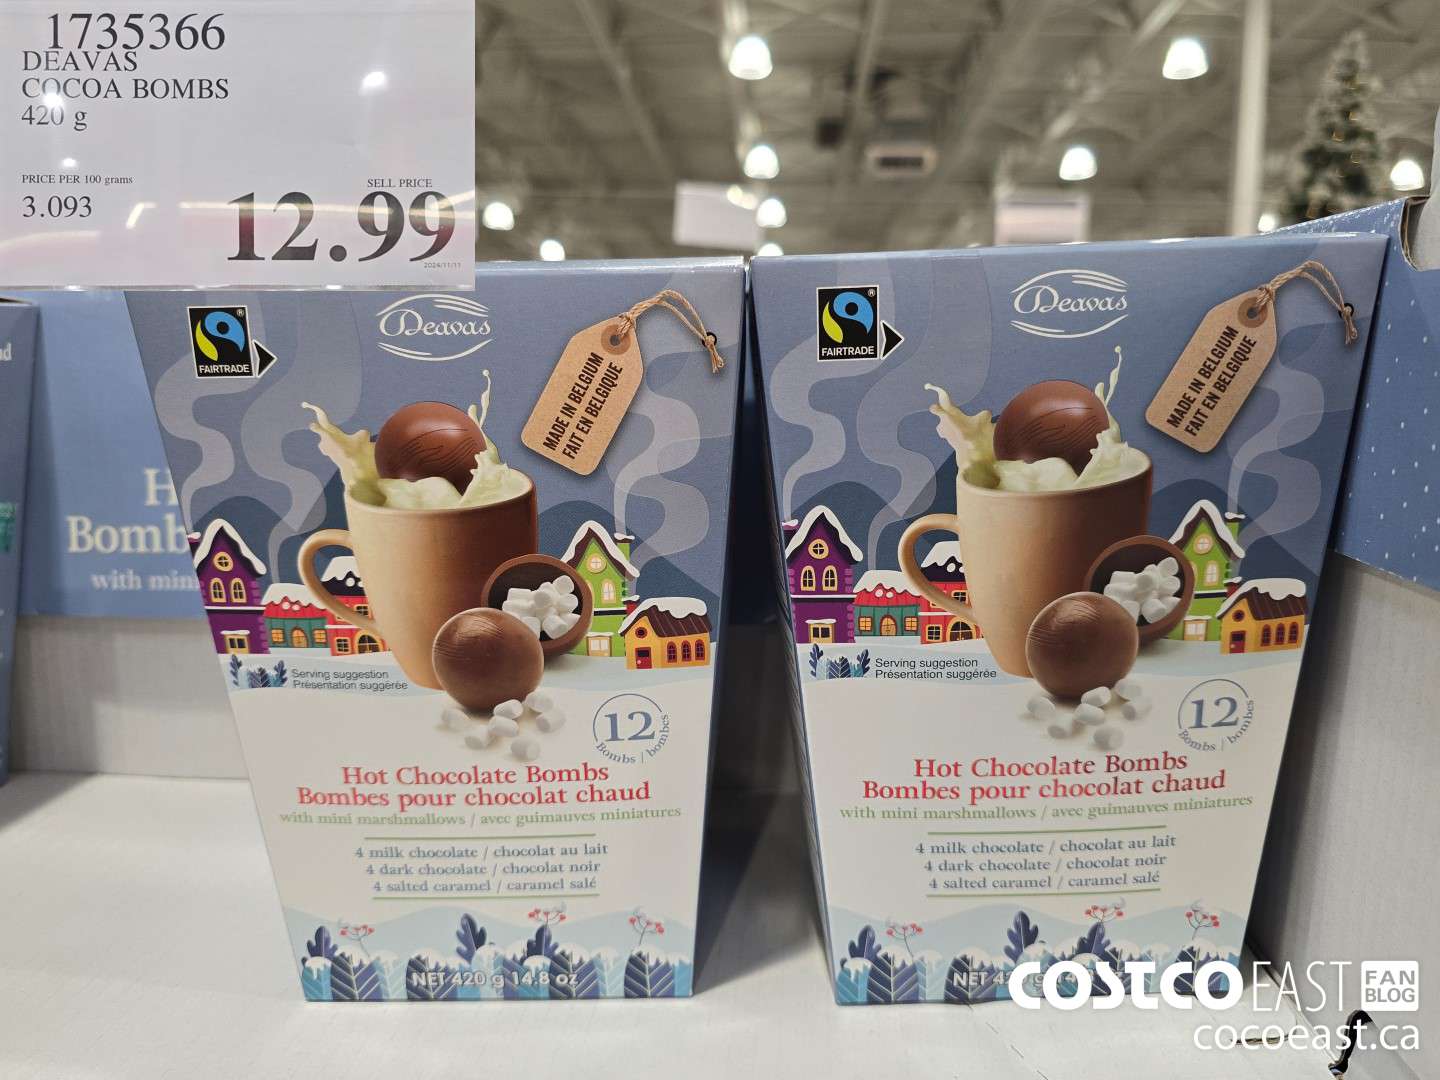 1735366
DEAVAS
COCOA BOMBS
420 g
PRICE PER 100 grams
3.093
SELL PRICE
12.99
2024/11/11
Bomb
with min
FAIRTRADE
Deavas
MADE IN BELGIUM
FAIT EN BELGIQUE
Serving suggestion
Présentation suggérée
12
Bombs / bombes
Hot Chocolate Bombs
Bombes pour chocolat chaud
with mini marshmallows / avec guimauves miniatures
4 milk chocolate / chocolat au lait
4 dark chocolate / chocolat noir
4 salted caramel / caramel salé
NET 420 g 14,8 oz
FAIRTRADE
Deavas
MADE IN BELGIUM
FAIT EN BELGIQUE
Serving suggestion
Présentation suggérée
12
Bombs / bombes
Hot Chocolate Bombs
Bombes pour chocolat chaud
with mini marshmallows / avec guimauves miniatures
4 milk chocolate / chocolat au lait
4 dark chocolate / chocolat noir
4 salted caramel / caramel salé
NET
COSTCO EAST FAN BLOG
cocoeast.ca